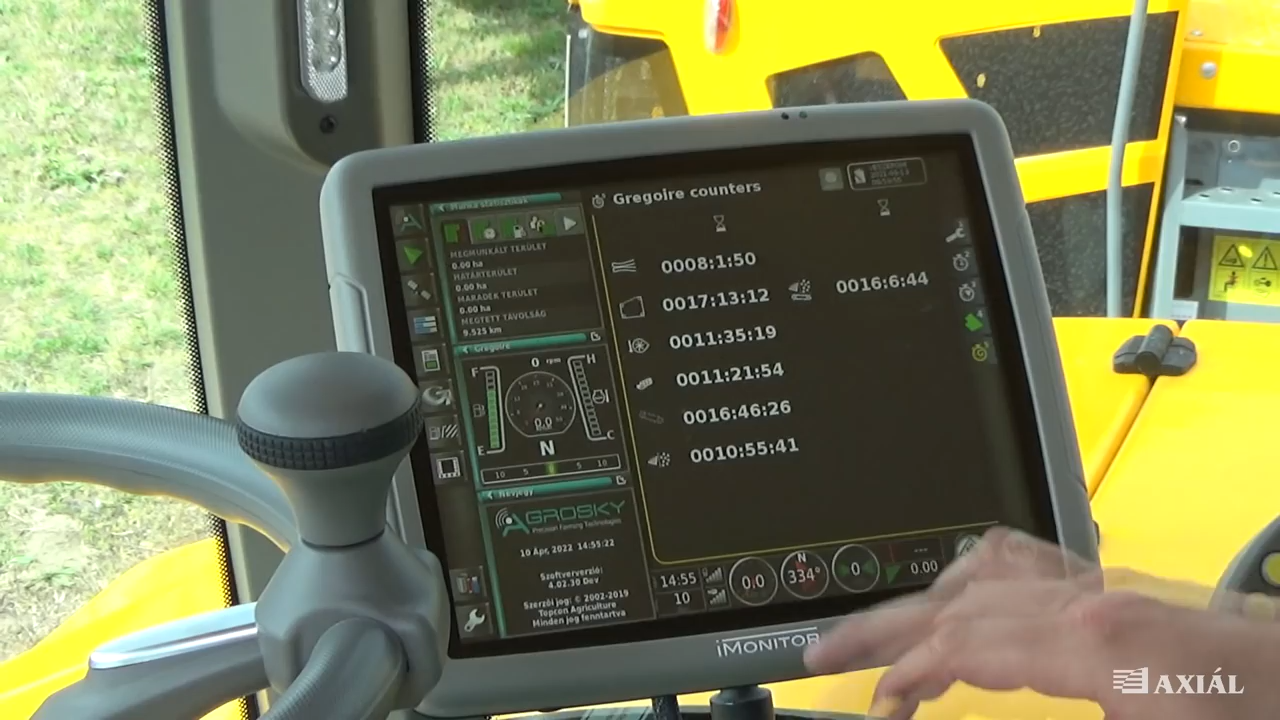 Munka statisztikák
MEGMUNKÁLT TERÜLET
0.00 ha
HATÁRTERÜLET
0.00 ha
MARADÉK TERÜLET
0.00 ha
MEGTETT TÁVOLSÁG
9.525 km
Gregoire
0 rpm
F
H
0.0
E
C
N
10 5 5 10
Névjegy
AGROSKY
Precision Farming Technologies
10 Ápr, 2022 14:55:22
Szoftververzió:
4.02.30 Dev
Szerzői jog: © 2002-2019
Topcon Agriculture
Minden jog fenntartva
Gregoire counters
0008:1:50
0017:13:12
0016:6:44
0011:35:19
0011:21:54
0016:46:26
0010:55:41
14:55
10
0.0
N
334°
0
---
0.00
iMONITOR
AXIÁL